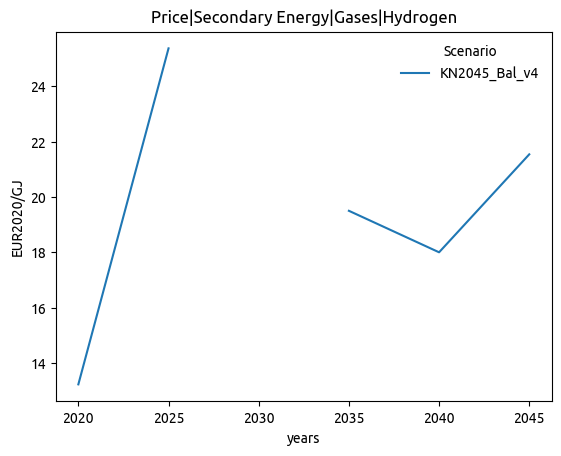 Price|Secondary Energy|Gases|Hydrogen
Scenario
KN2045_Bal_v4
EUR2020/GJ
24
22
20
18
16
14
2020 2025 2030 2035 2040 2045
years